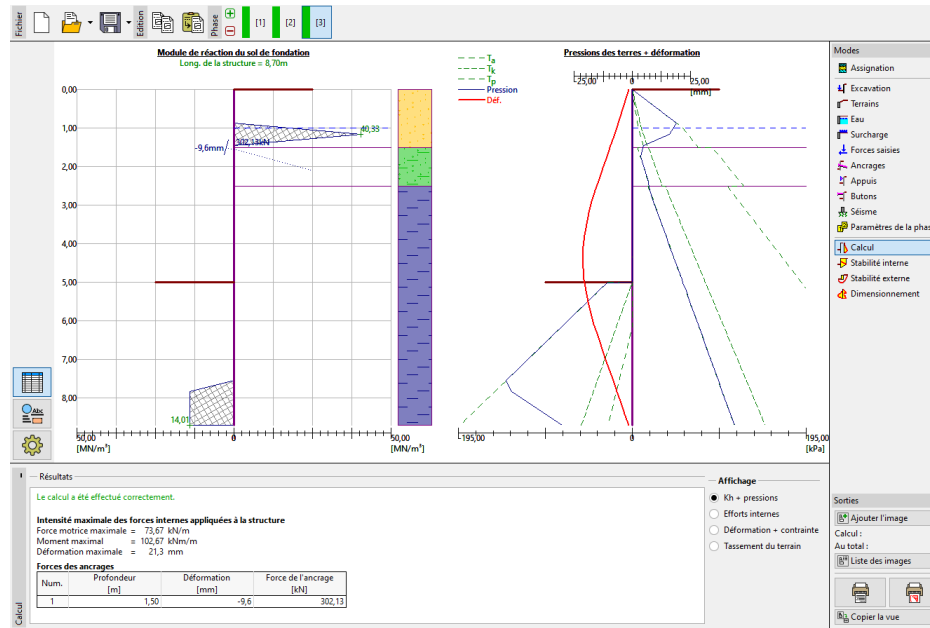 Fichier
Edition
Phase
[1]
[2]
[3]
Module de réaction du sol de fondation
Long. de la structure = 8,70m
0,00
1,00
2,00
3,00
4,00
5,00
6,00
7,00
8,00
40,33
302,13kN
-9,6mm
14,01
50,00
0
50,00
[MN/m³]
[MN/m³]
Pressions des terres + déformation
Ta
Tk
Tp
Pression
Déf.
-25,00
0
25,00
[mm]
-195,00
0
195,00
[kPa]
Modes
Assignation
Excavation
Terrains
Eau
Surcharge
Forces saisies
Ancrages
Appuis
Butons
Séisme
Paramètres de la phas
Calcul
Stabilité interne
Stabilité externe
Dimensionnement
Abc
Calcul
Résultats
Le calcul a été effectué correctement.
Intensité maximale des forces internes appliquées à la structure
Force motrice maximale = 73,67 kN/m
Moment maximal = 102,67 kNm/m
Déformation maximale = 21,3 mm
Forces des ancrages
Num. Profondeur Déformation Force de l'ancrage
[m] [mm] [kN]
1 1,50 -9,6 302,13
Affichage
Kh + pressions
Efforts internes
Déformation + contrainte
Tassement du terrain
Sorties
Ajouter l'image
Calcul :
Au total :
Liste des images
Copier la vue